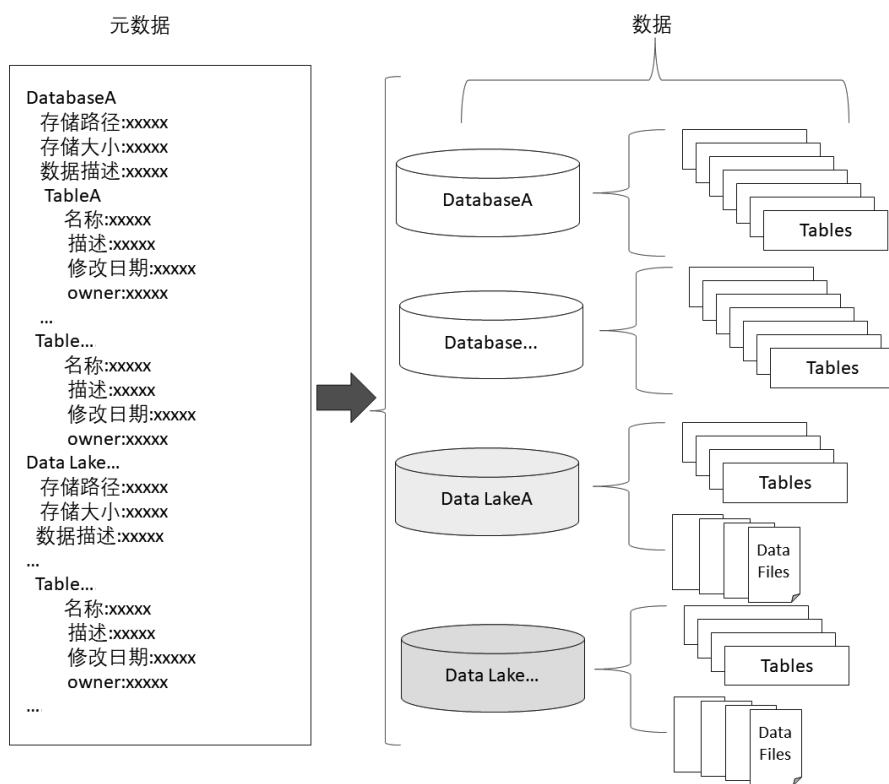 元数据
DatabaseA
存储路径:xxxxx
存储大小:xxxxx
数据描述:xxxxx
TableA
名称:xxxxx
描述:xxxxx
修改日期:xxxxx
owner:xxxxx
...
Table...
名称:xxxxx
描述:xxxxx
修改日期:xxxxx
owner:xxxxx
Data Lake...
存储路径:xxxxx
存储大小:xxxxx
数据描述:xxxxx
...
Table...
名称:xxxxx
描述:xxxxx
修改日期:xxxxx
owner:xxxxx
...
数据
DatabaseA
Tables
Database...
Tables
Data LakeA
Tables
Data
Files
Data Lake...
Tables
Data
Files